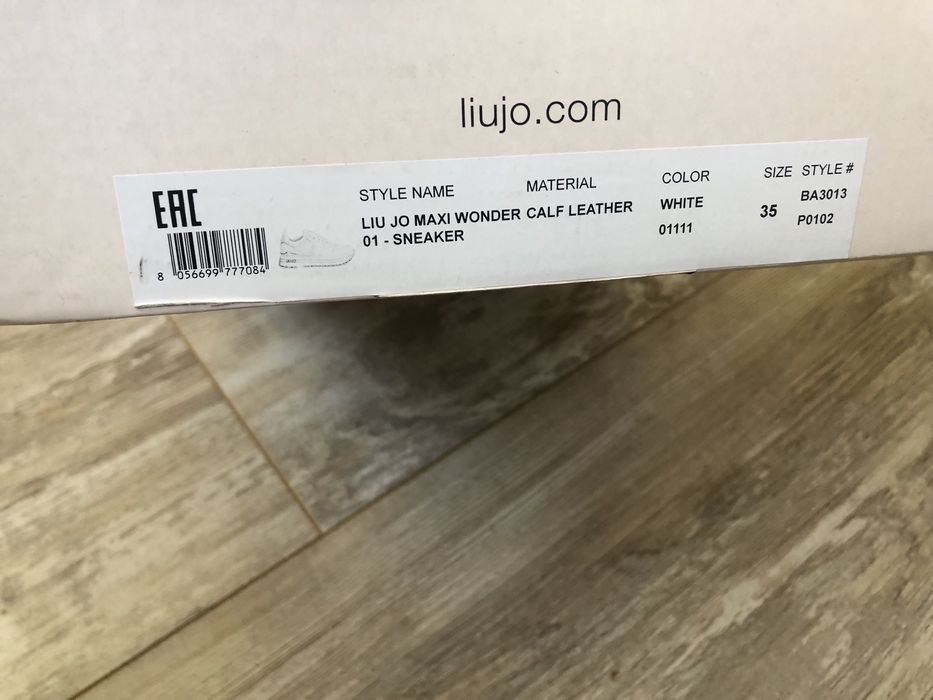 liujo.com
EAC
8 056699 777084
STYLE NAME
LIU JO MAXI WONDER
01 - SNEAKER
MATERIAL
CALF LEATHER
COLOR
WHITE
01111
SIZE
35
STYLE #
BA3013
P0102